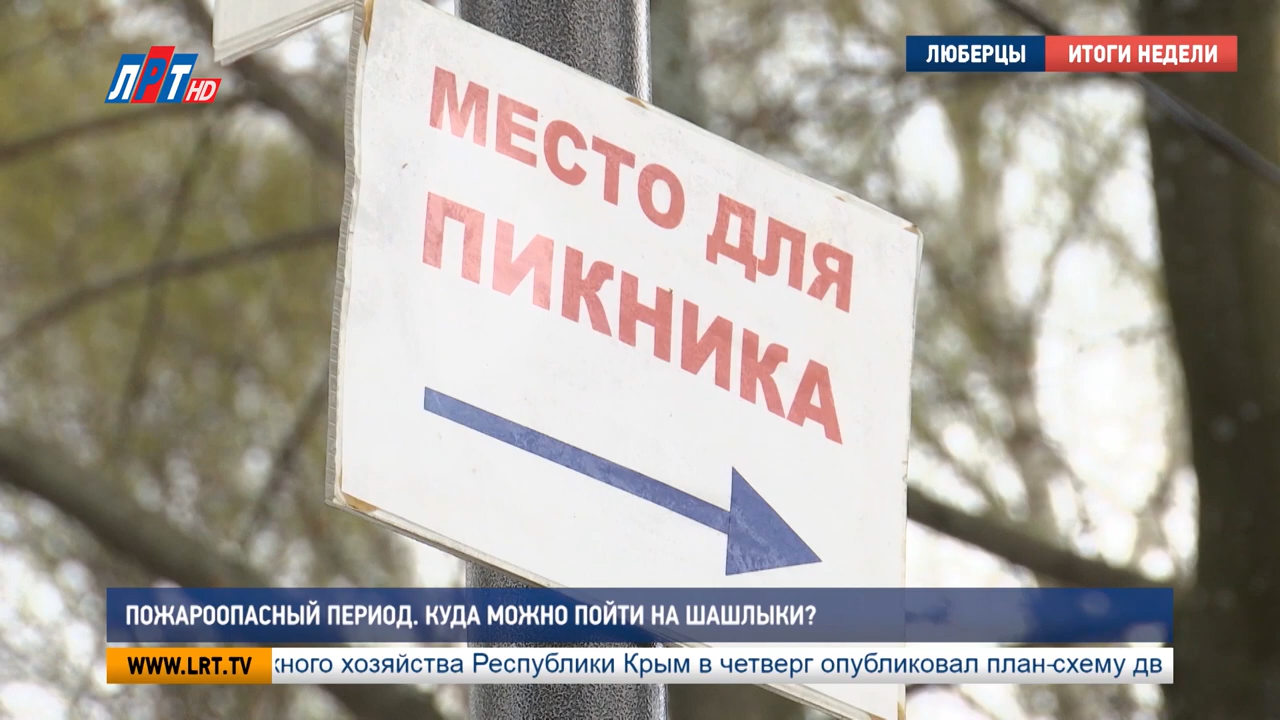 ЛРТ HD
ЛЮБЕРЦЫ ИТОГИ НЕДЕЛИ
МЕСТО ДЛЯ
ПИКНИКА
ПОЖАРООПАСНЫЙ ПЕРИОД. КУДА МОЖНО ПОЙТИ НА ШАШЛЫКИ?
WWW.LRT.TV хозяйства Республики Крым в четверг опубликовал план-схему